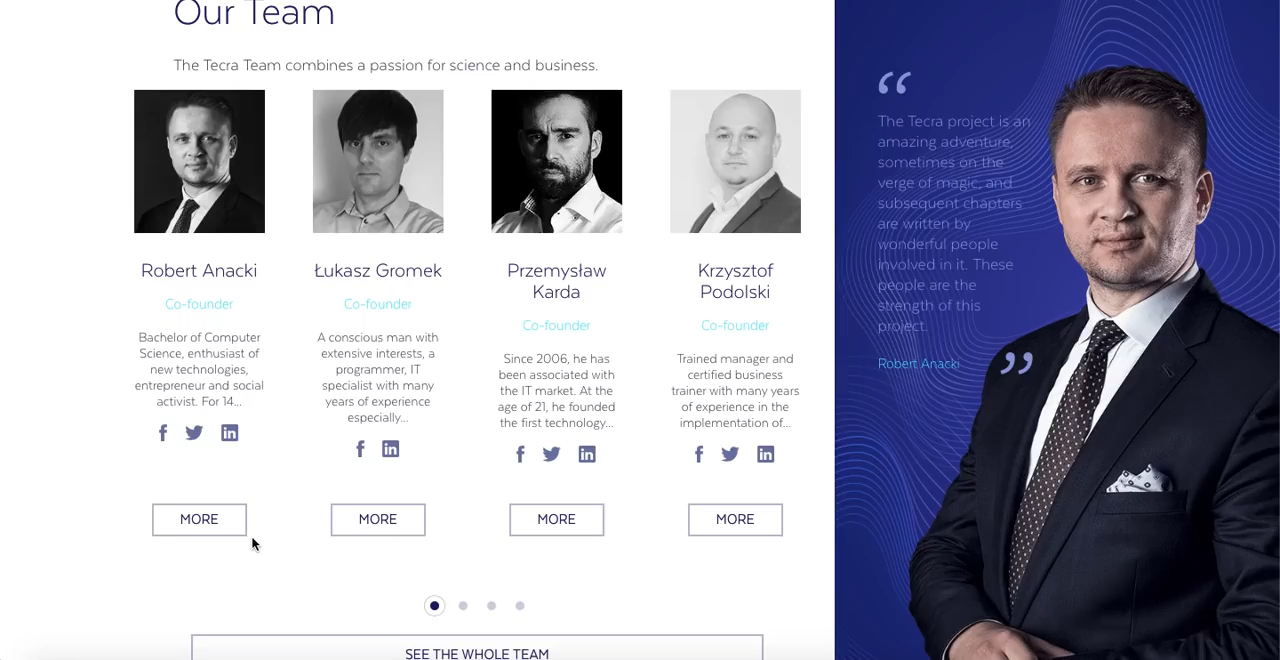 Our Team
The Tecra Team combines a passion for science and business.
Robert Anacki
Co-founder
Bachelor of Computer
Science, enthusiast of
new technologies,
entrepreneur and social
activist. For 14...
MORE
Łukasz Gromek
Co-founder
A conscious man with
extensive interests, a
programmer, IT
specialist with many
years of experience
especially...
MORE
Przemysław
Karda
Co-founder
Since 2006, he has
been associated with
the IT market. At the
age of 21, he founded
the first technology...
MORE
Krzysztof
Podolski
Co-founder
Trained manager and
certified business
trainer with many years
of experience in the
implementation of...
MORE
SEE THE WHOLE TEAM
“
The Tecra project is an
amazing adventure,
sometimes on the
verge of magic, and
subsequent chapters
are written by
wonderful people
involved in it. These
people are the
strength of this
project.
Robert Anacki ”